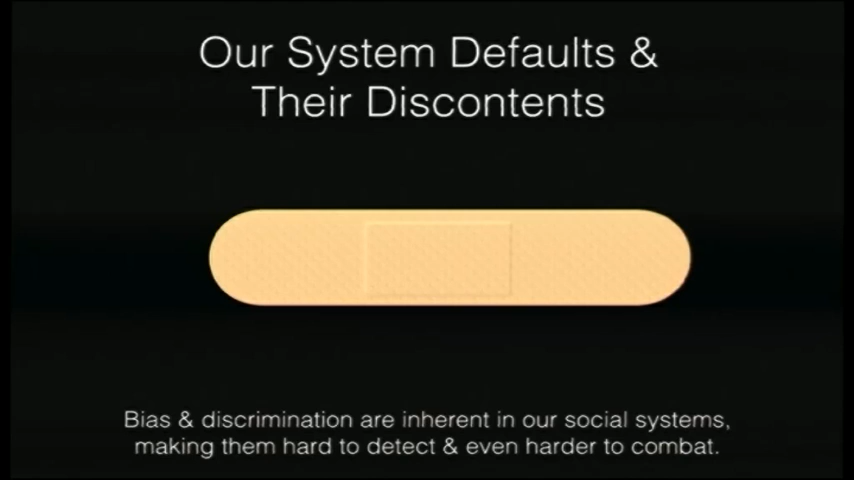 Our System Defaults &
Their Discontents
Bias & discrimination are inherent in our social systems,
making them hard to detect & even harder to combat.